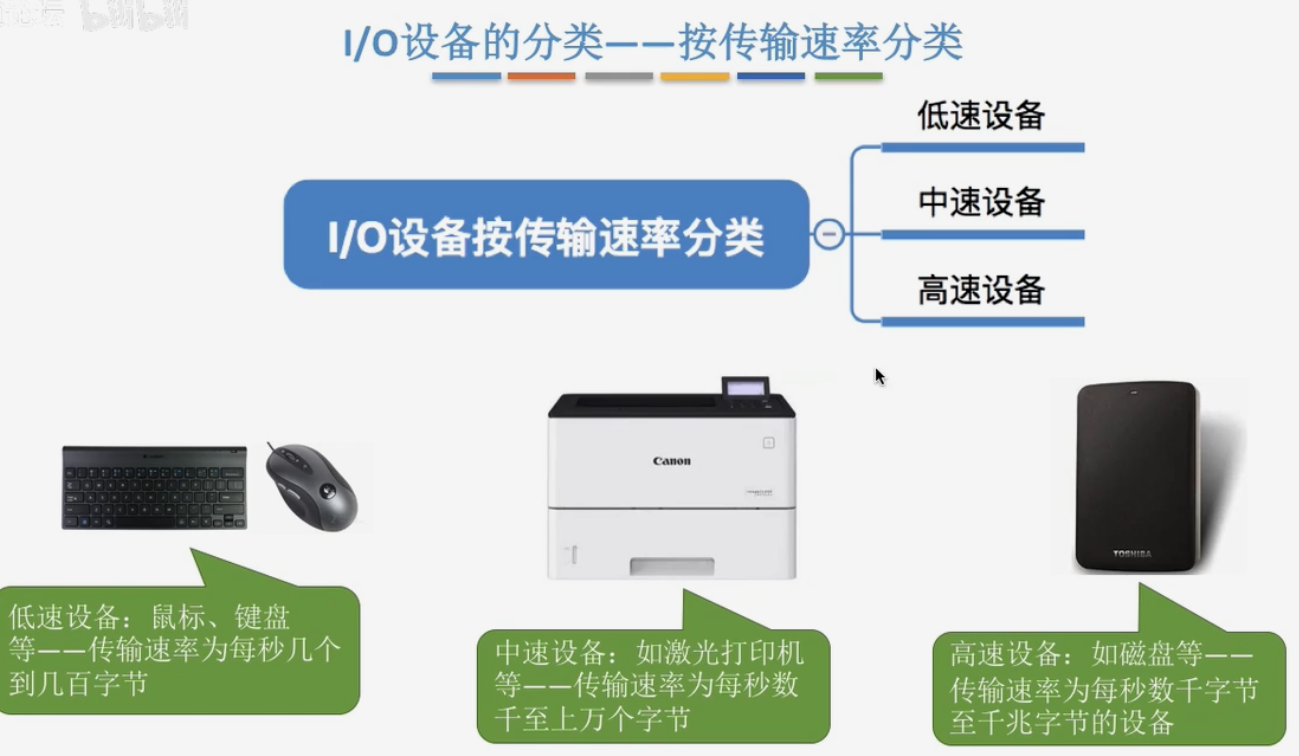 bilibili
I/O设备的分类——按传输速率分类
低速设备
中速设备
I/O设备按传输速率分类
高速设备
Canon
TOSHIBA
低速设备：鼠标、键盘
等——传输速率为每秒几个
到几百字节
中速设备：如激光打印机
等——传输速率为每秒数
千至上万个字节
高速设备：如磁盘等——
传输速率为每秒数千字节
至千兆字节的设备